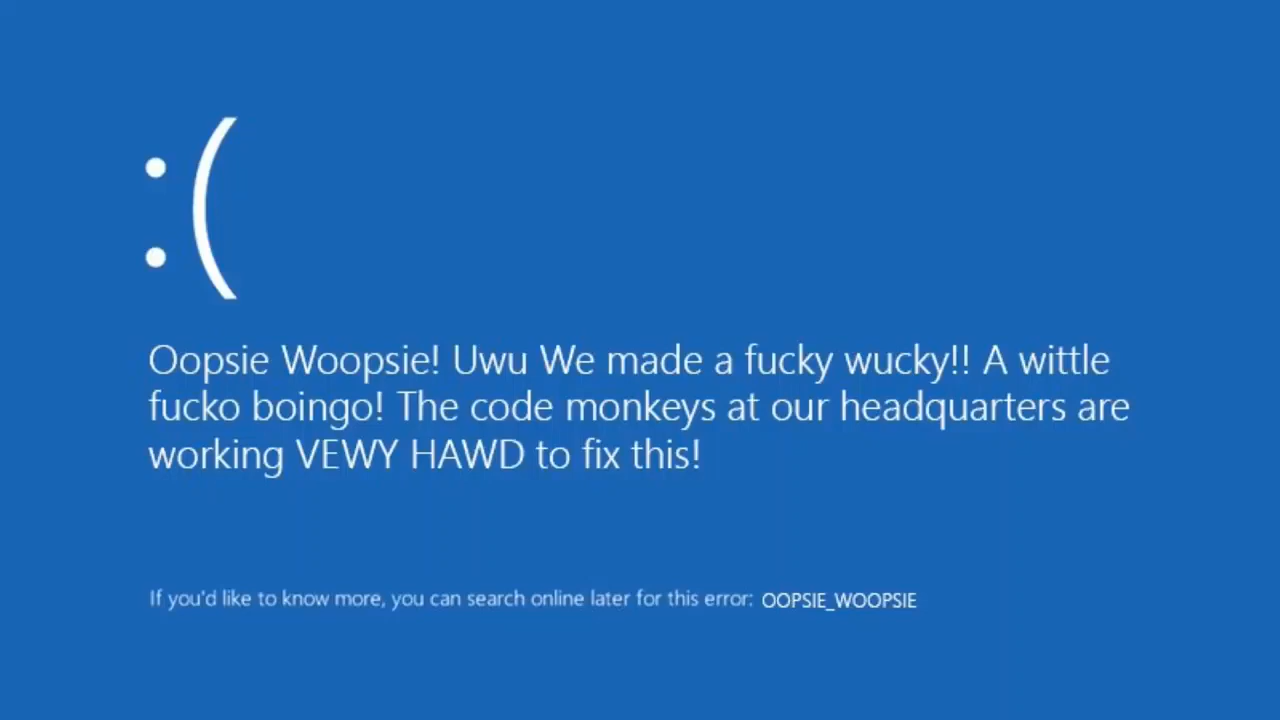 :(
Oopsie Woopsie! Uwu We made a fucky wucky!! A wittle
fucko boingo! The code monkeys at our headquarters are
working VEWY HAWD to fix this!
If you'd like to know more, you can search online later for this error: OOPSIE_WOOPSIE